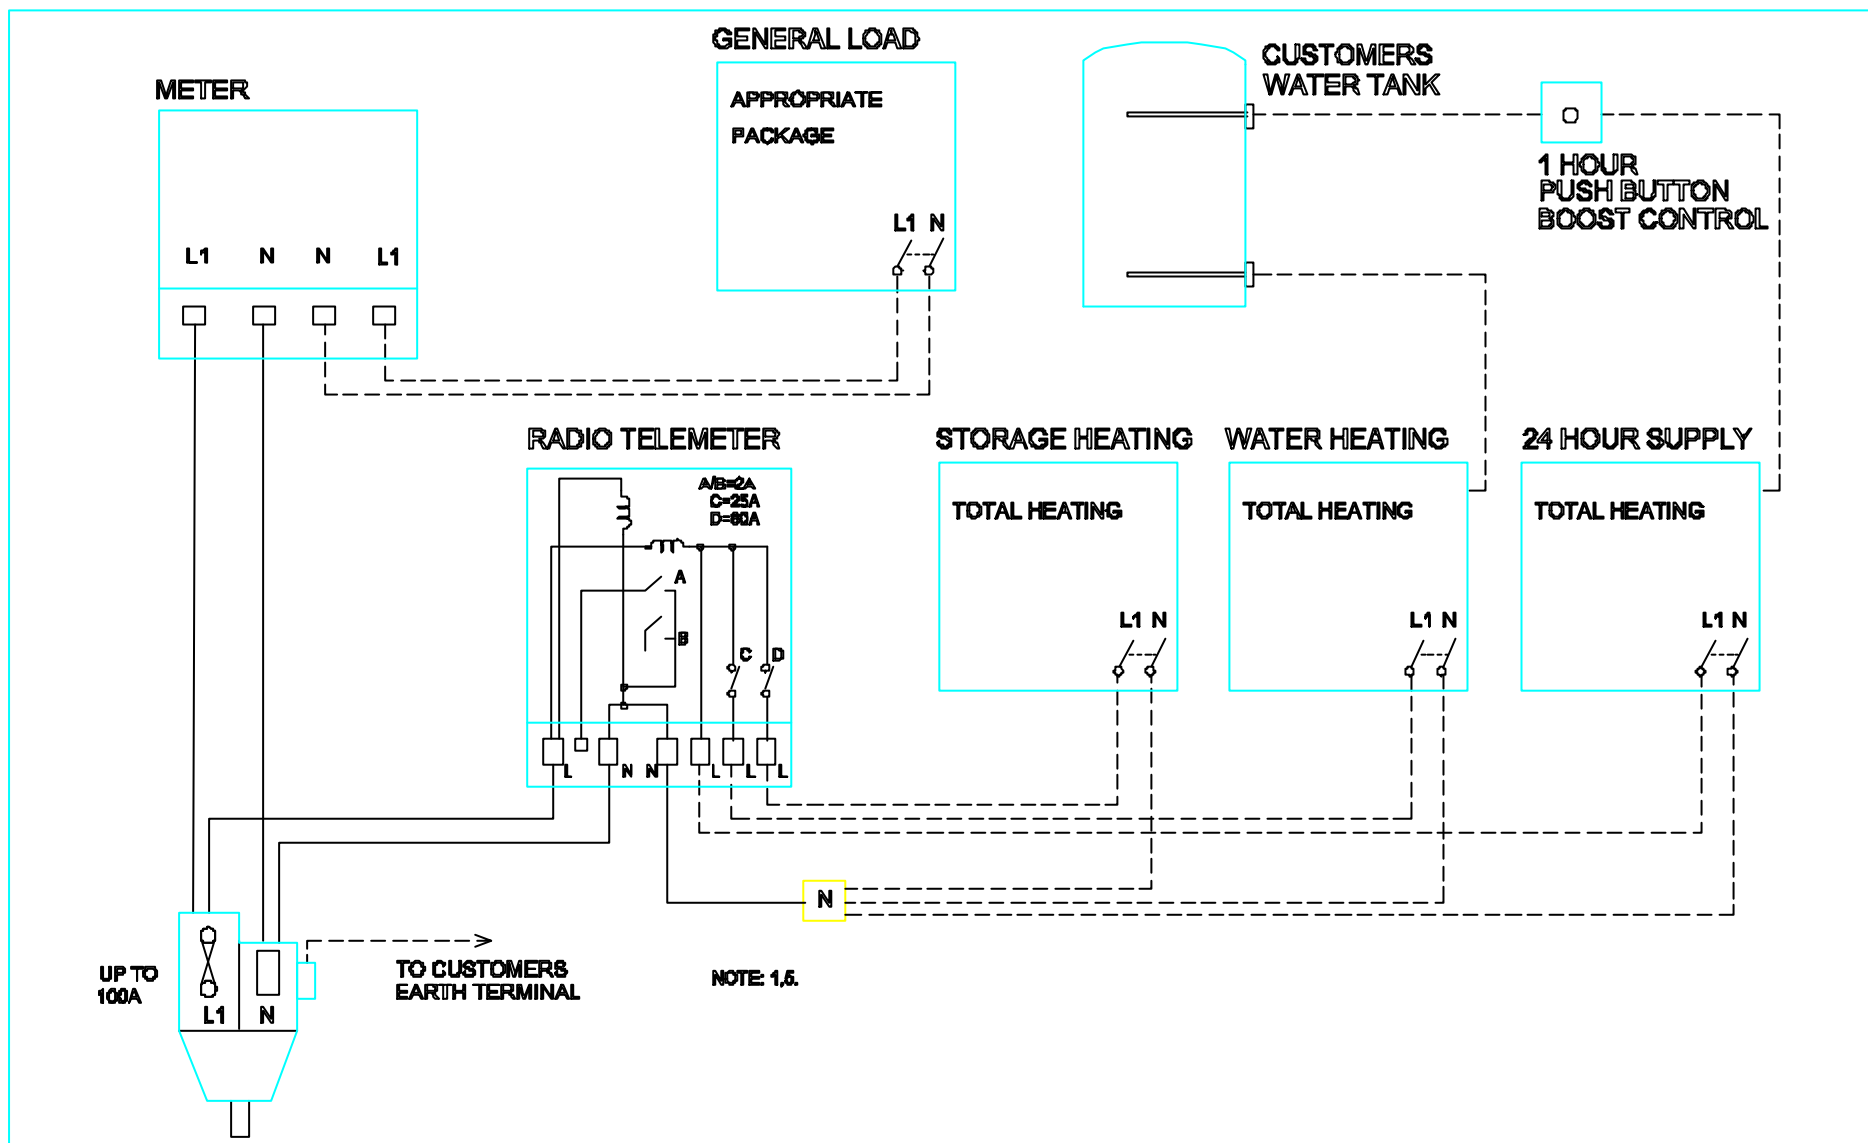 GENERAL LOAD
APPROPRIATE
PACKAGE
L1 N
CUSTOMERS
WATER TANK
1 HOUR
PUSH BUTTON
BOOST CONTROL
METER
L1 N N L1
RADIO TELEMETER
A/B=2A
C=25A
D=80A
A
B
C D
L N N L L L
STORAGE HEATING
TOTAL HEATING
L1 N
WATER HEATING
TOTAL HEATING
L1 N
24 HOUR SUPPLY
TOTAL HEATING
L1 N
N
UP TO
100A
L1 N
TO CUSTOMERS
EARTH TERMINAL
NOTE: 1,5.